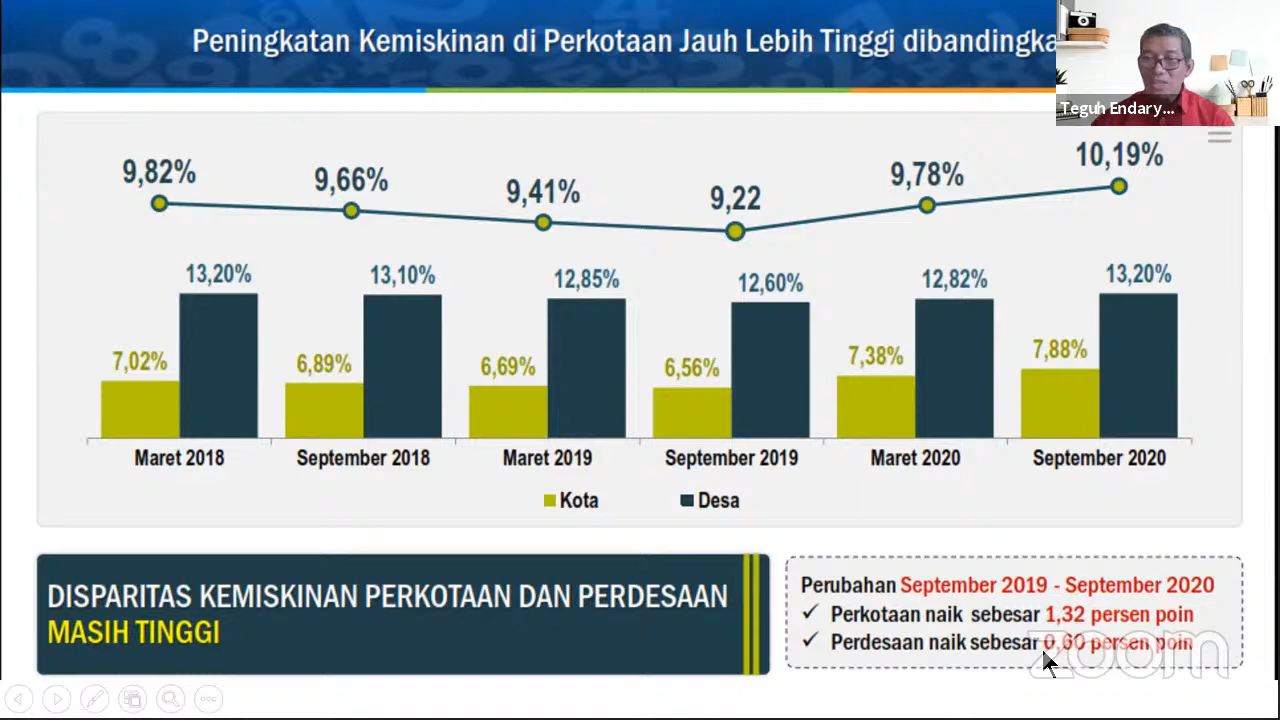 Peningkatan Kemiskinan di Perkotaan Jauh Lebih Tinggi dibandingka
Teguh Endary...
9,82%
9,66%
9,41%
9,22
9,78%
10,19%
13,20%
13,10%
12,85%
12,60%
12,82%
13,20%
7,02%
6,89%
6,69%
6,56%
7,38%
7,88%
Maret 2018
September 2018
Maret 2019
September 2019
Maret 2020
September 2020
Kota
Desa
DISPARITAS KEMISKINAN PERKOTAAN DAN PERDESAAN
MASIH TINGGI
Perubahan September 2019 - September 2020
✓ Perkotaan naik sebesar 1,32 persen poin
✓ Perdesaan naik sebesar 0,60 persen poin
zoom